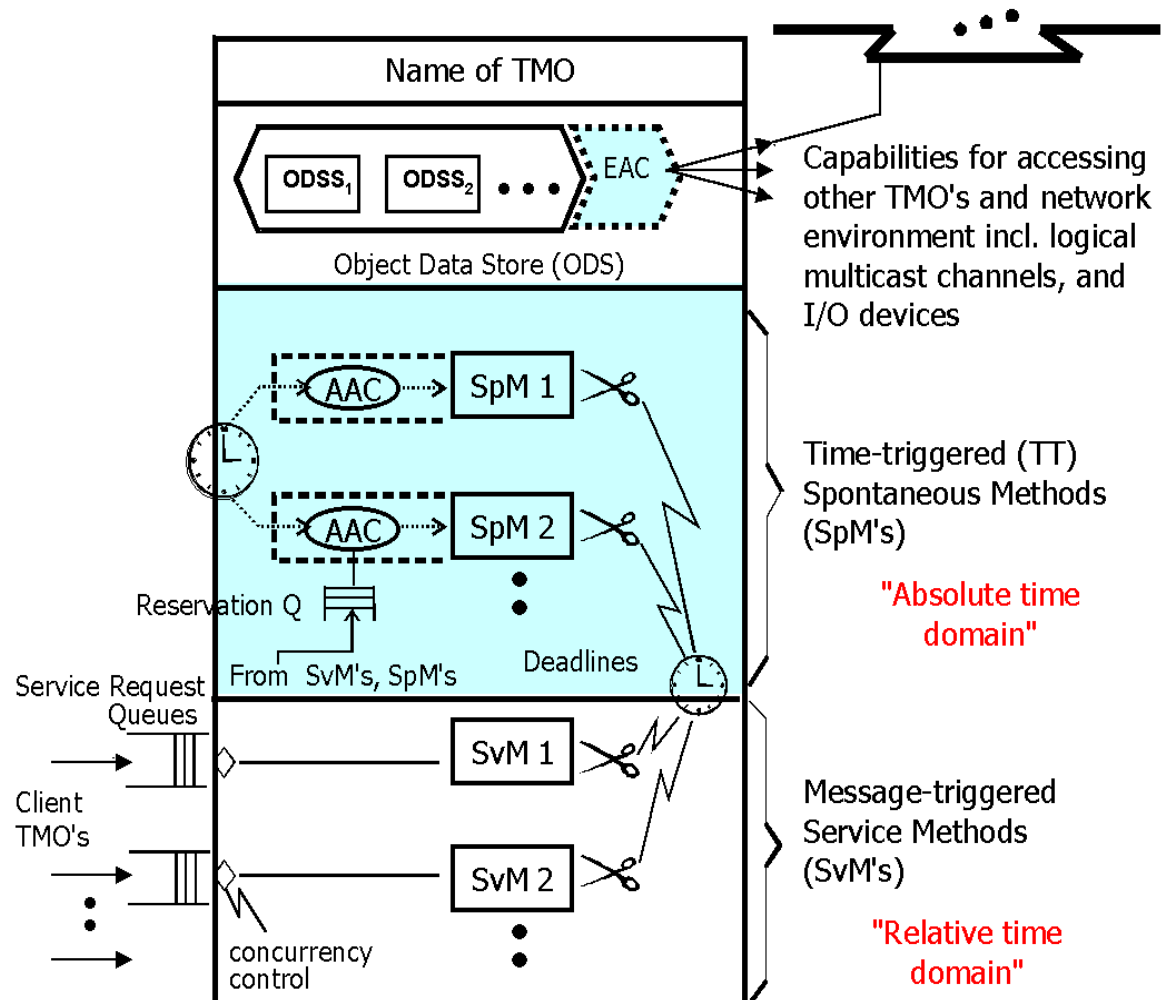 Name of TMO
ODSS1
ODSS2
EAC
Object Data Store (ODS)
Capabilities for accessing
other TMO's and network
environment incl. logical
multicast channels, and
I/O devices
AAC
SpM 1
AAC
SpM 2
Reservation Q
From SvM's, SpM's
Deadlines
Time-triggered (TT)
Spontaneous Methods
(SpM's)
"Absolute time
domain"
Service Request
Queues
Client
TMO's
SvM 1
SvM 2
concurrency
control
Message-triggered
Service Methods
(SvM's)
"Relative time
domain"